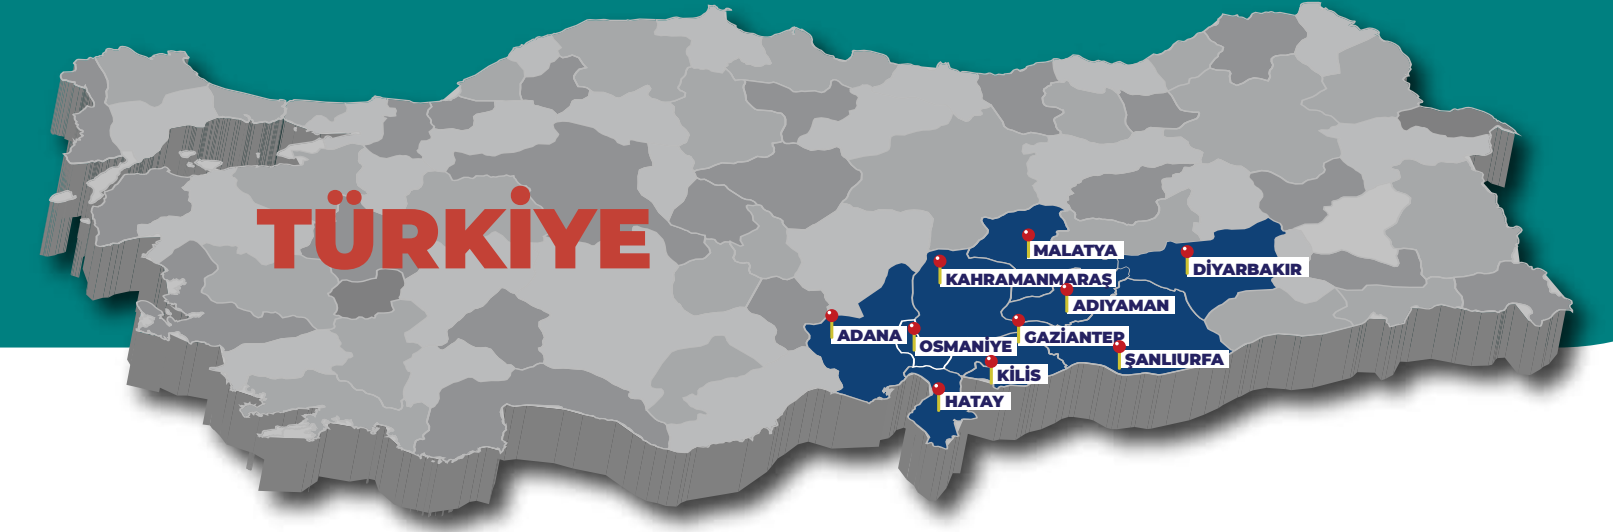 TÜRKİYE
MALATYA
DİYARBAKIR
KAHRAMANMARAŞ
ADIYAMAN
ADANA
OSMANİYE
GAZİANTEP
ŞANLIURFA
KİLİS
HATAY